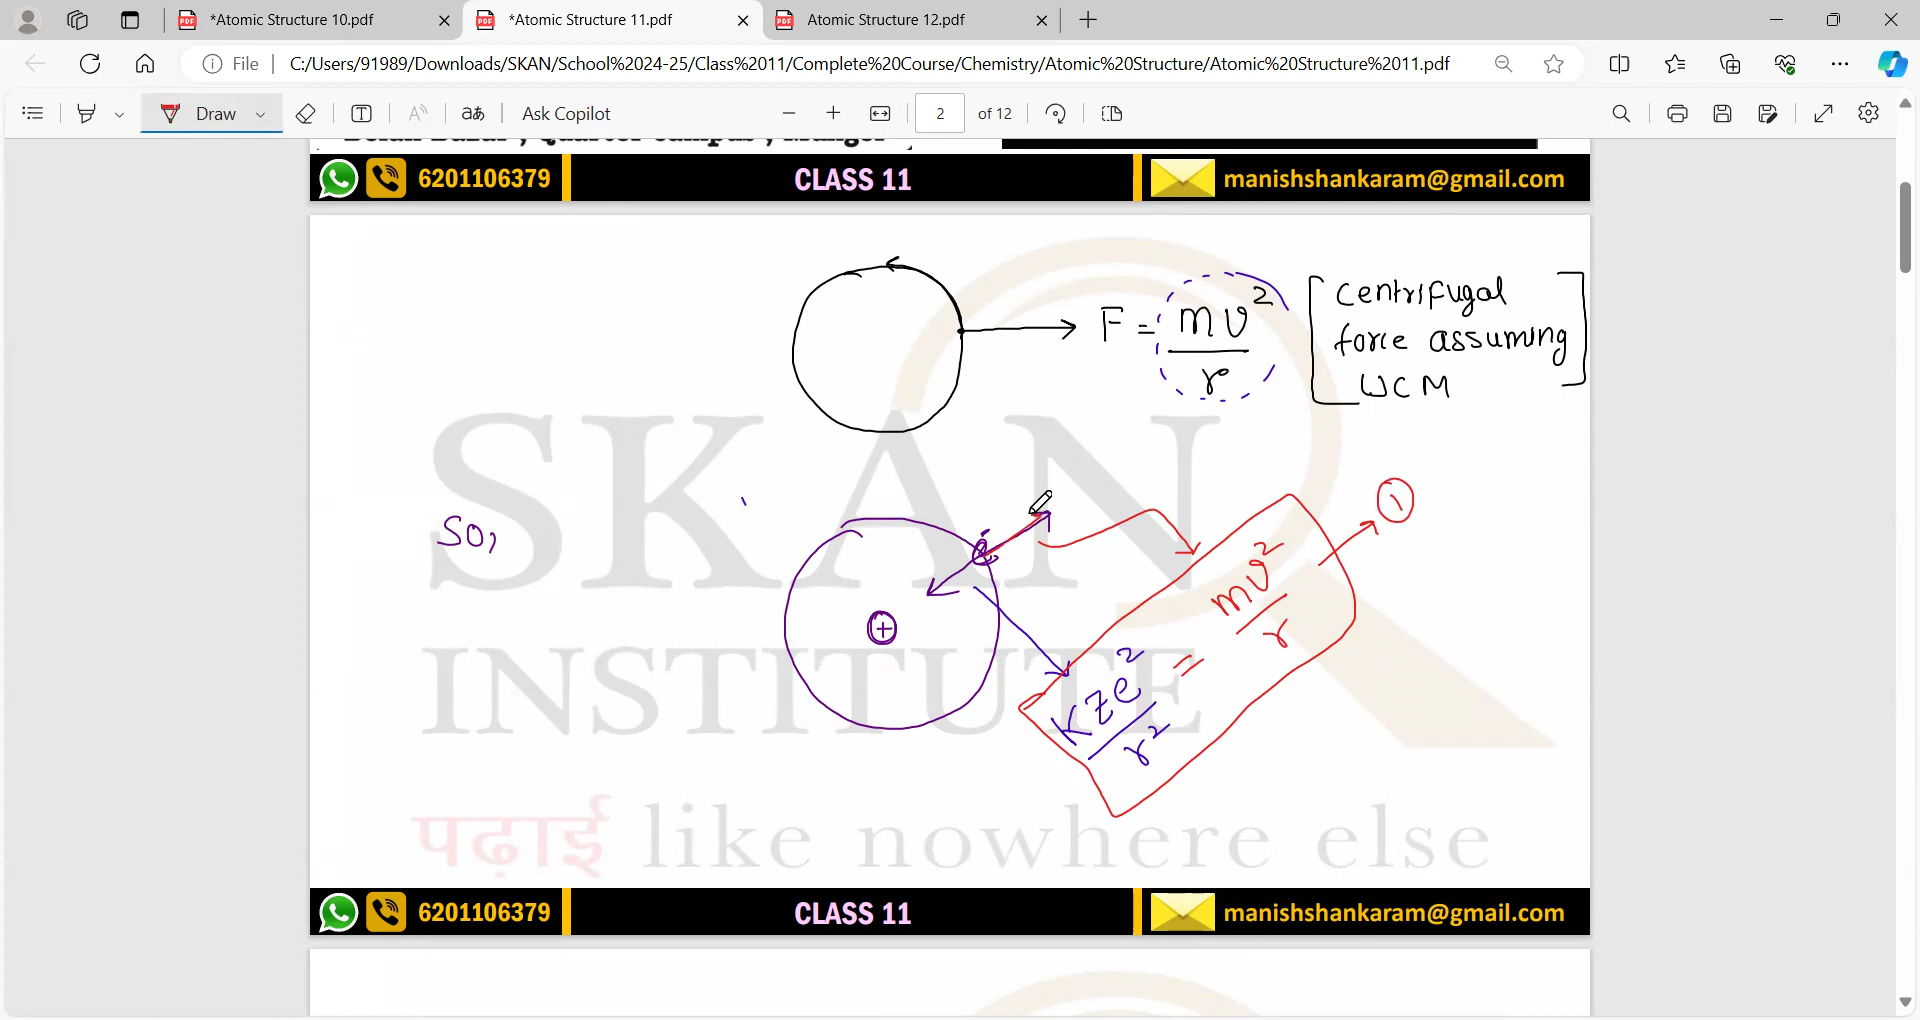 *Atomic Structure 10.pdf
*Atomic Structure 11.pdf
Atomic Structure 12.pdf
File
C:/Users/91989/Downloads/SKAN/School%2024-25/Class%2011/Complete%20Course/Chemistry/Atomic%20Structure/Atomic%20Structure%2011.pdf
Draw
Ask Copilot
2 of 12
6201106379
CLASS 11
manishshankaram@gmail.com
F = mv²/r
[centrifugal
force assuming
UCM]
SO,
e⁻
+
KZe²/r² = mv²/r
1
SKAN
INSTITUTE
पढ़ाई like nowhere else
6201106379
CLASS 11
manishshankaram@gmail.com